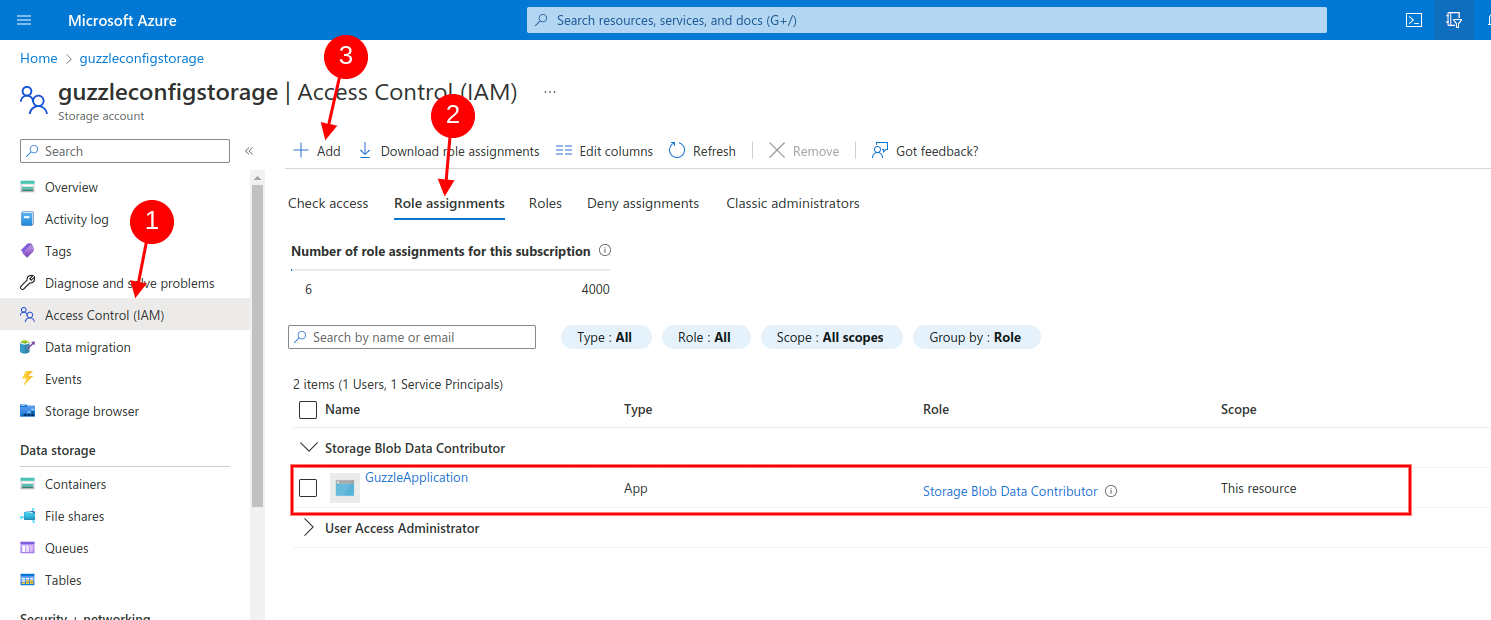 Microsoft Azure
Search resources, services, and docs (G+/)
Home > guzzleconfigstorage
3
guzzleconfigstorage | Access Control (IAM) ...
Storage account
2
Search
«
Add
Download role assignments
Edit columns
Refresh
Remove
Got feedback?
Overview
Activity log
Tags
Diagnose and solve problems
Access Control (IAM)
Data migration
Events
Storage browser
Data storage
Containers
File shares
Queues
Tables
Security + networking
1
Check access
Role assignments
Roles
Deny assignments
Classic administrators
Number of role assignments for this subscription
6 4000
Search by name or email
Type : All
Role : All
Scope : All scopes
Group by : Role
2 items (1 Users, 1 Service Principals)
Name Type Role Scope
Storage Blob Data Contributor
GuzzleApplication App Storage Blob Data Contributor This resource
User Access Administrator